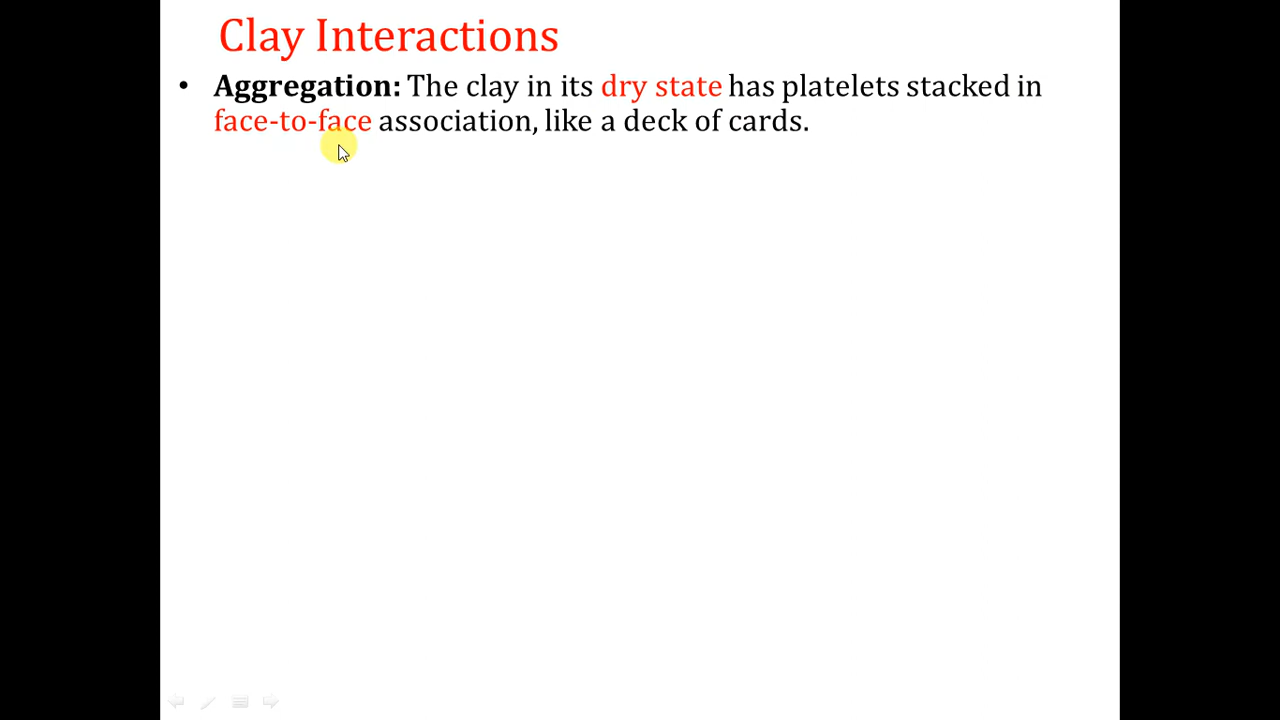 Clay Interactions
• Aggregation: The clay in its dry state has platelets stacked in
face-to-face association, like a deck of cards.